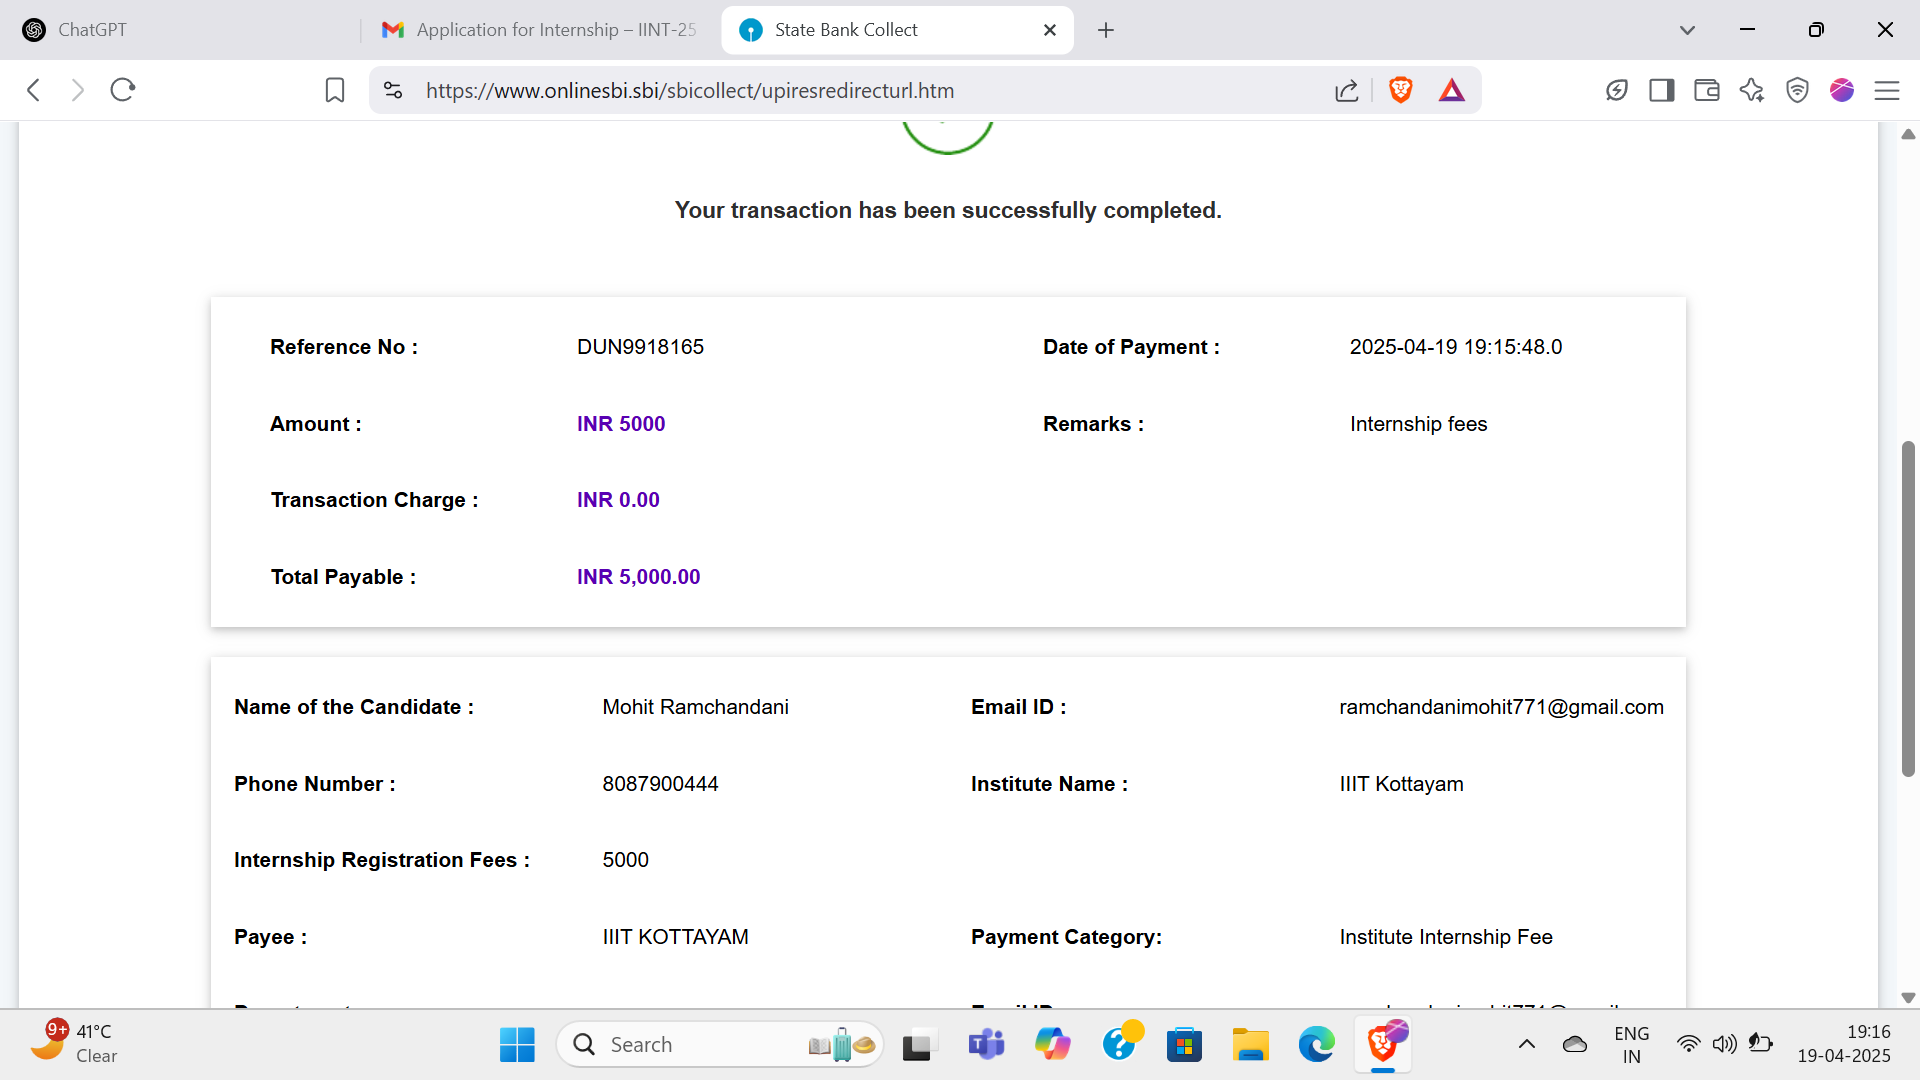 ChatGPT
Application for Internship – IINT-25
State Bank Collect
https://www.onlinesbi.sbi/sbicollect/upiresredirecturl.htm
Your transaction has been successfully completed.
Reference No : DUN9918165 Date of Payment : 2025-04-19 19:15:48.0
Amount : INR 5000 Remarks : Internship fees
Transaction Charge : INR 0.00
Total Payable : INR 5,000.00
Name of the Candidate : Mohit Ramchandani Email ID : ramchandanimohit771@gmail.com
Phone Number : 8087900444 Institute Name : IIIT Kottayam
Internship Registration Fees : 5000
Payee : IIIT KOTTAYAM Payment Category: Institute Internship Fee
9+
41°C
Clear
Search
ENG
IN
19:16
19-04-2025